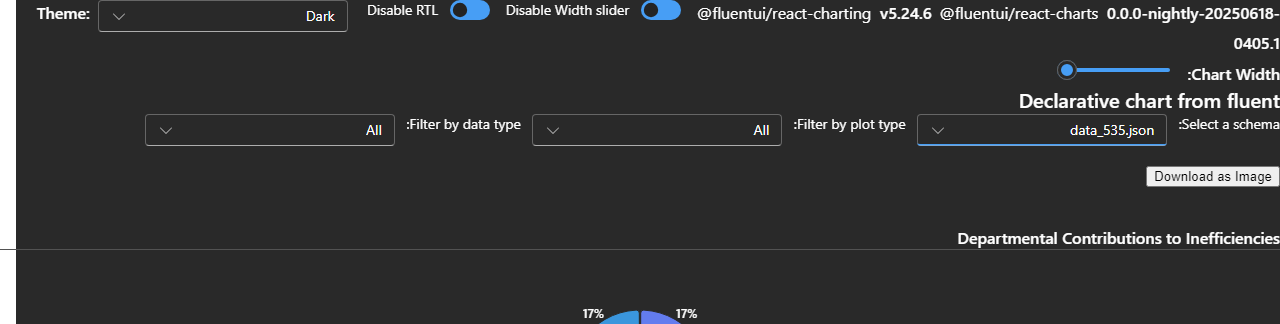 Theme: Dark Disable RTL Disable Width slider @fluentui/react-charting v5.24.6 @fluentui/react-charts 0.0.0-nightly-20250618-
0405.1
:Chart Width
Declarative chart from fluent
:Select a schema data_535.json :Filter by plot type All :Filter by data type All
Download as Image
Departmental Contributions to Inefficiencies
17% 17%